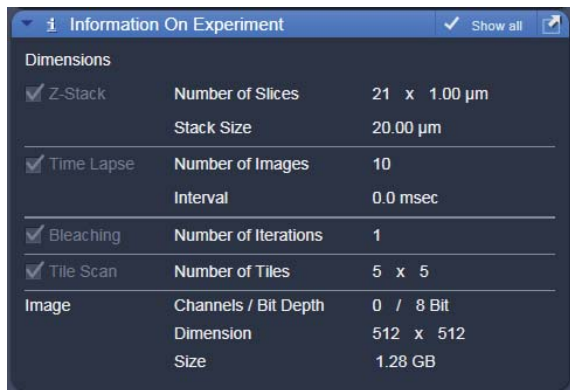 Information On Experiment Show all
Dimensions
Z-Stack Number of Slices 21 x 1.00 µm
Stack Size 20.00 µm
Time Lapse Number of Images 10
Interval 0.0 msec
Bleaching Number of Iterations 1
Tile Scan Number of Tiles 5 x 5
Image Channels / Bit Depth 0 / 8 Bit
Dimension 512 x 512
Size 1.28 GB